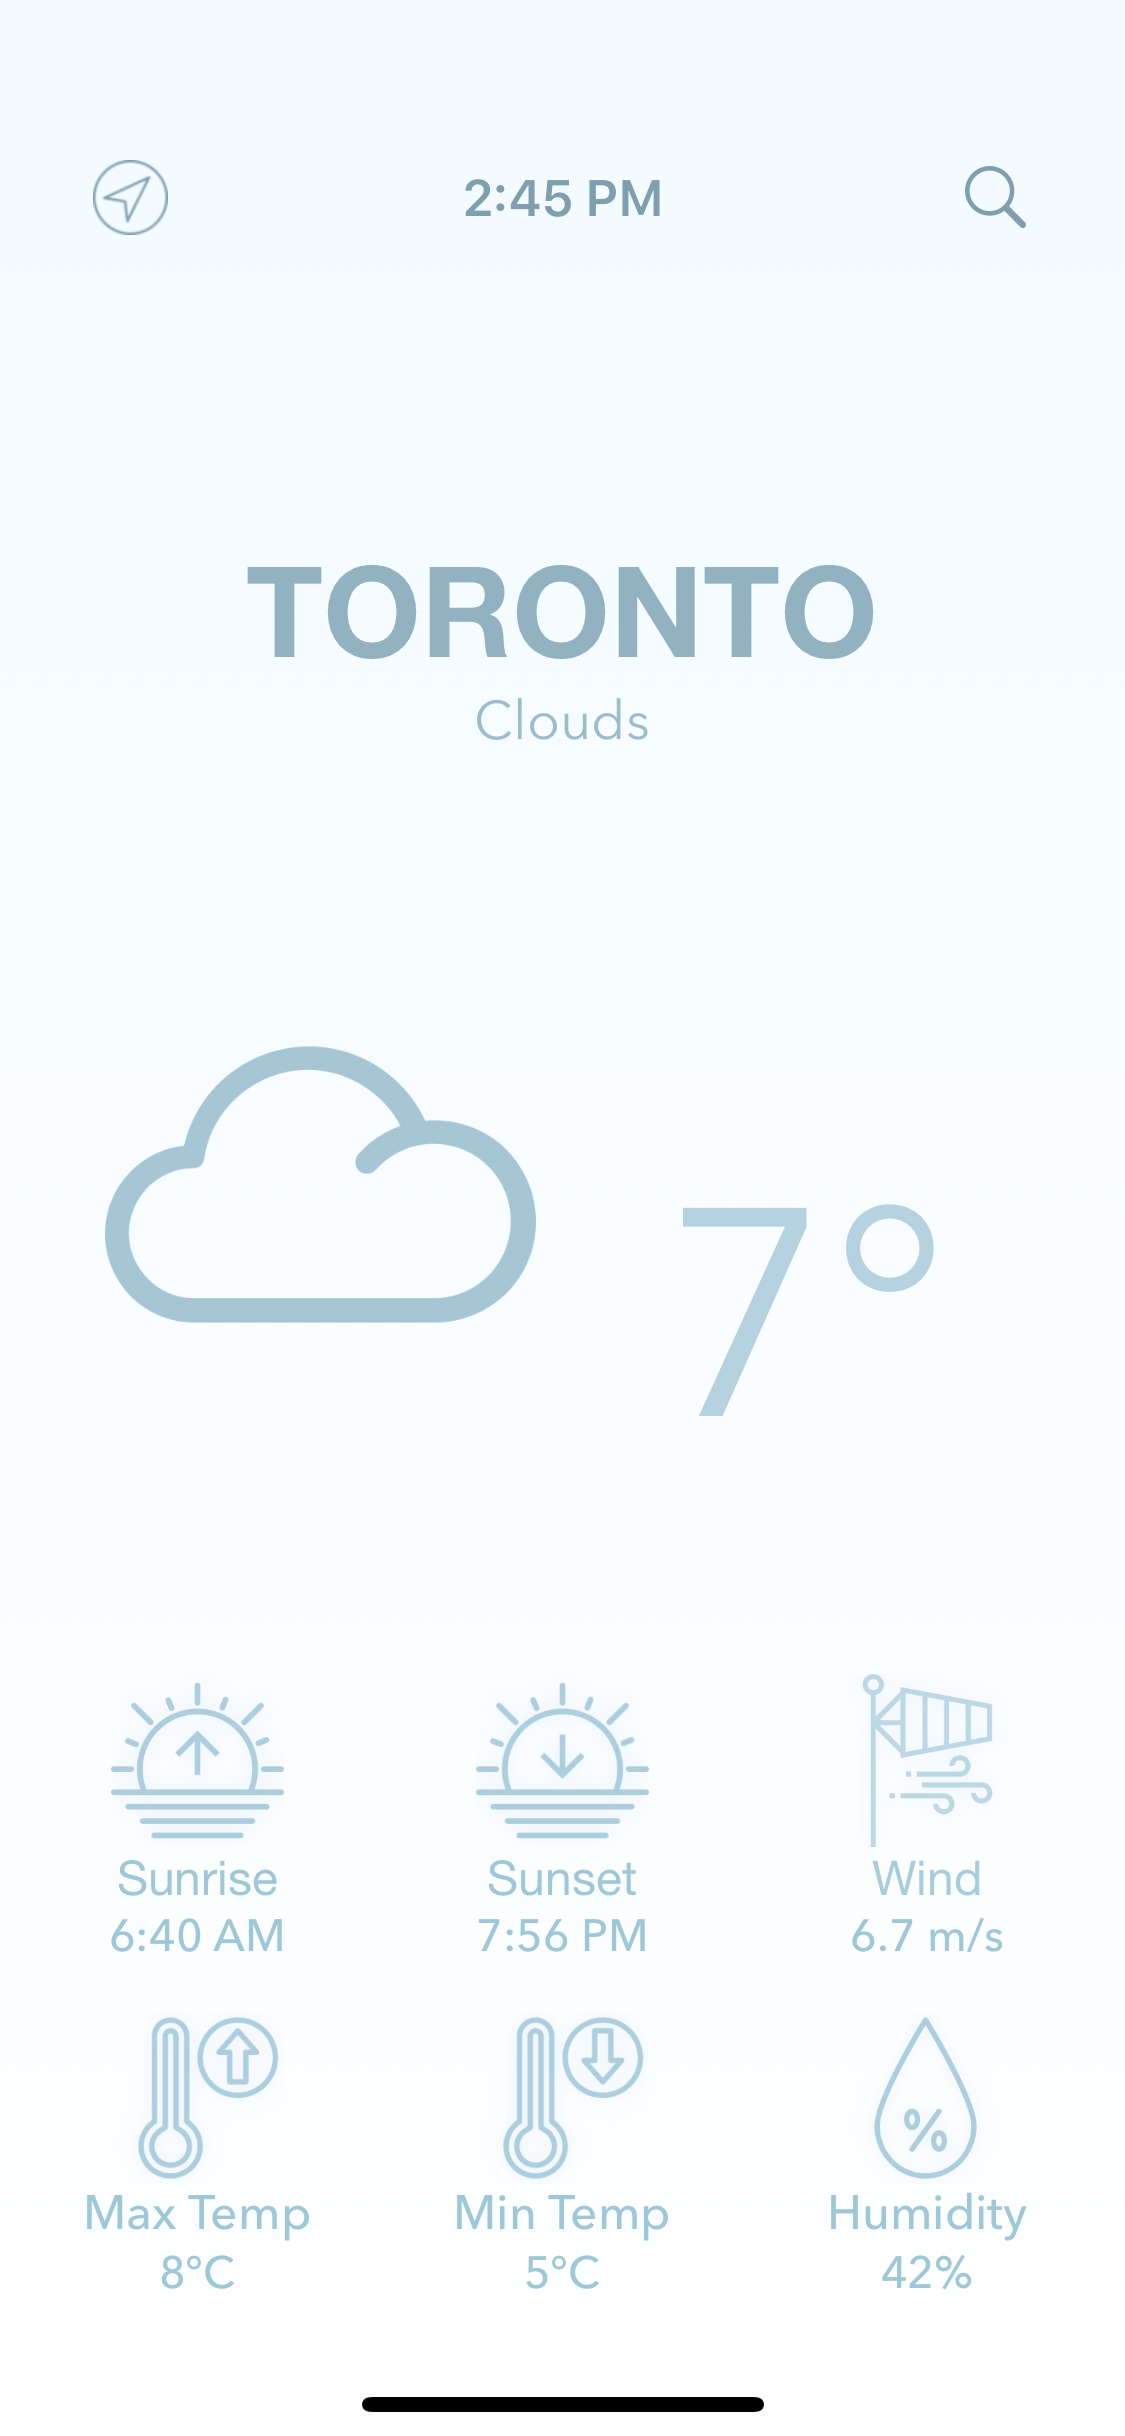 2:45 PM
TORONTO
Clouds
7°
Sunrise
6:40 AM
Sunset
7:56 PM
Wind
6.7 m/s
Max Temp
8°C
Min Temp
5°C
%
Humidity
42%